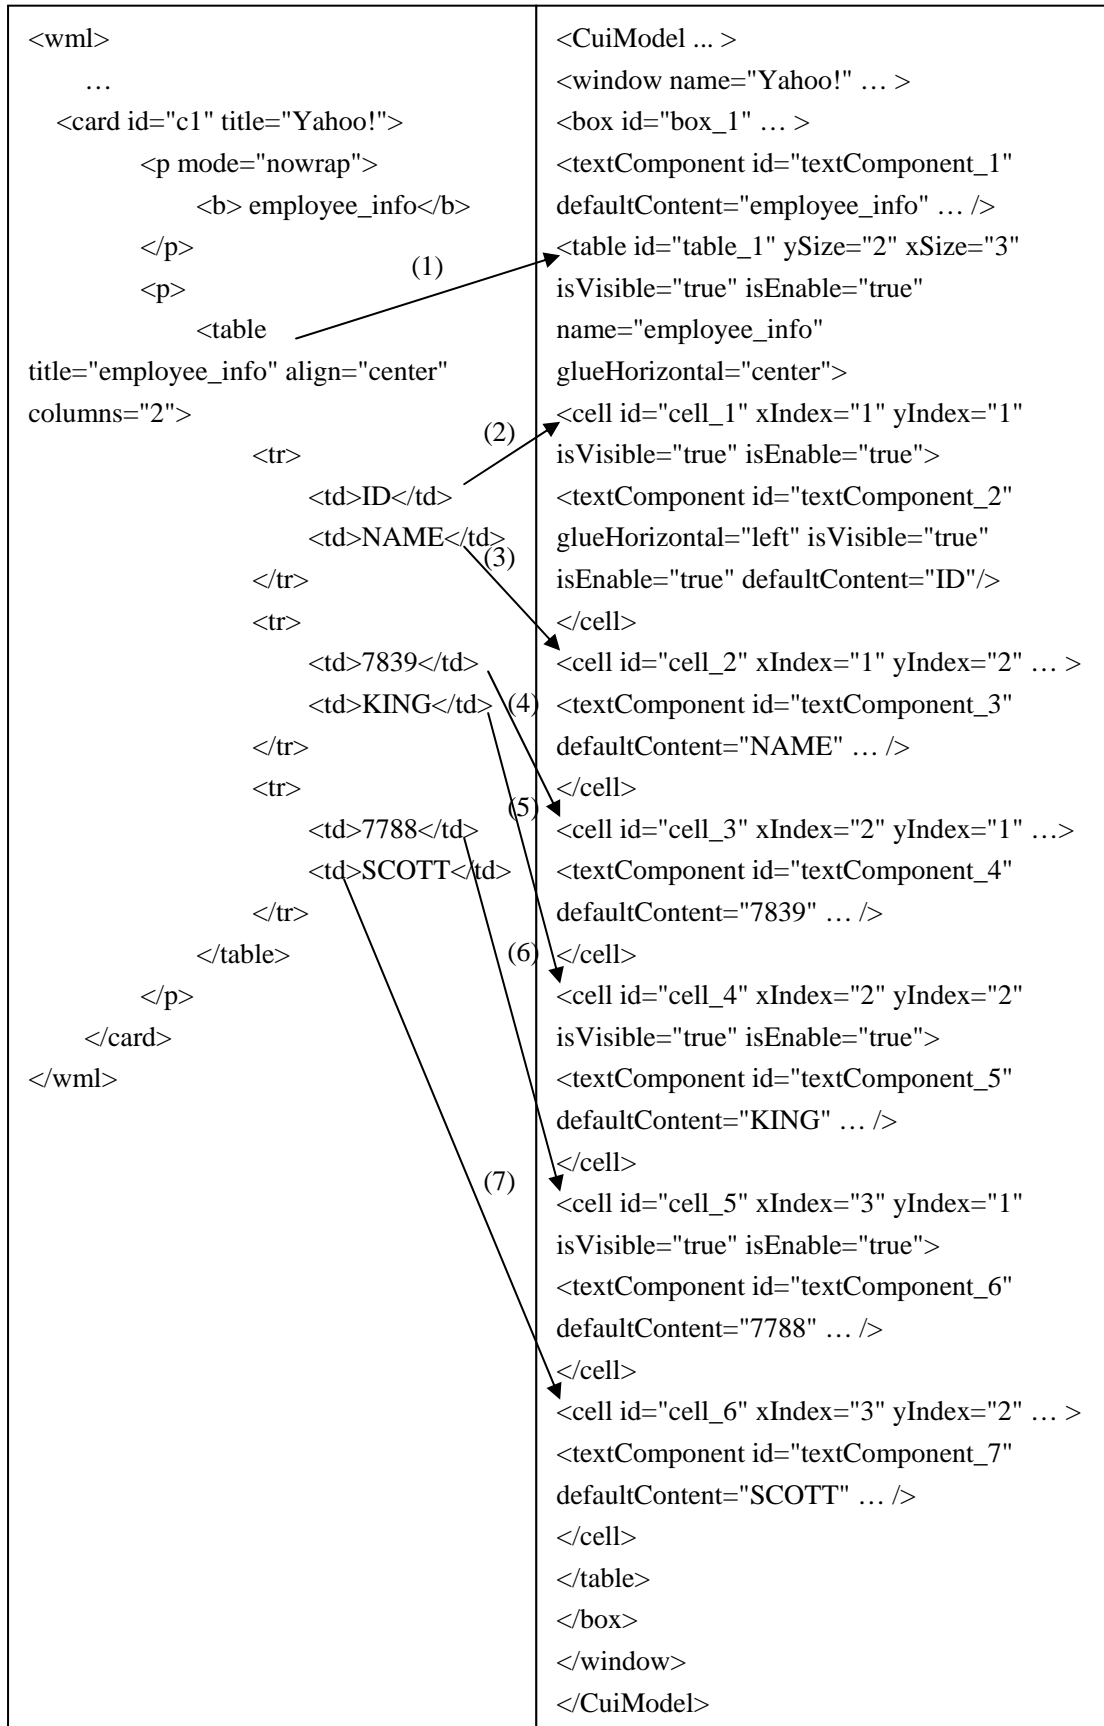 <wml>
…
<card id="c1" title="Yahoo!">
<p mode="nowrap">
<b> employee_info</b>
</p>
<p>
<table
title="employee_info" align="center"
columns="2">
<tr>
<td>ID</td>
<td>NAME</td>
</tr>
<tr>
<td>7839</td>
<td>KING</td>
</tr>
<tr>
<td>7788</td>
<td>SCOTT</td>
</tr>
</table>
</p>
</card>
</wml>
(1)
(2)
(3)
(4)
(5)
(6)
(7)
<CuiModel ... >
<window name="Yahoo!" … >
<box id="box_1" … >
<textComponent id="textComponent_1"
defaultContent="employee_info" … />
<table id="table_1" ySize="2" xSize="3"
isVisible="true" isEnable="true"
name="employee_info"
glueHorizontal="center">
<cell id="cell_1" xIndex="1" yIndex="1"
isVisible="true" isEnable="true">
<textComponent id="textComponent_2"
glueHorizontal="left" isVisible="true"
isEnable="true" defaultContent="ID"/>
</cell>
<cell id="cell_2" xIndex="1" yIndex="2" … >
<textComponent id="textComponent_3"
defaultContent="NAME" … />
</cell>
<cell id="cell_3" xIndex="2" yIndex="1" …>
<textComponent id="textComponent_4"
defaultContent="7839" … />
</cell>
<cell id="cell_4" xIndex="2" yIndex="2"
isVisible="true" isEnable="true">
<textComponent id="textComponent_5"
defaultContent="KING" … />
</cell>
<cell id="cell_5" xIndex="3" yIndex="1"
isVisible="true" isEnable="true">
<textComponent id="textComponent_6"
defaultContent="7788" … />
</cell>
<cell id="cell_6" xIndex="3" yIndex="2" … >
<textComponent id="textComponent_7"
defaultContent="SCOTT" … />
</cell>
</table>
</box>
</window>
</CuiModel>